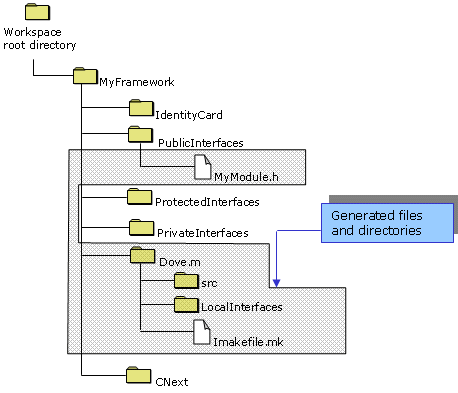 Workspace
root directory
MyFramework
IdentityCard
PublicInterfaces
MyModule.h
ProtectedInterfaces
PrivateInterfaces
Generated files
and directories
Dove.m
src
LocalInterfaces
Imakefile.mk
CNext